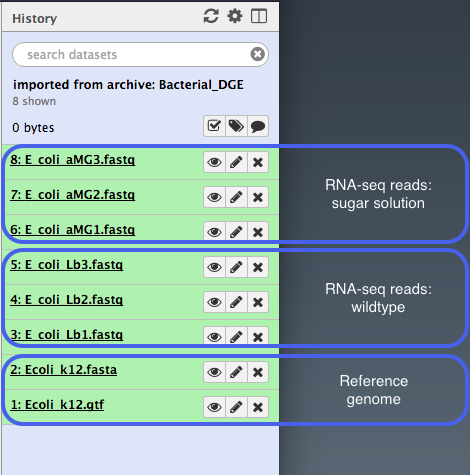 History
search datasets
imported from archive: Bacterial_DGE
8 shown
0 bytes
8: E_coli_aMG3.fastq
7: E_coli_aMG2.fastq
6: E_coli_aMG1.fastq
RNA-seq reads:
sugar solution
5: E_coli_Lb3.fastq
4: E_coli_Lb2.fastq
3: E_coli_Lb1.fastq
RNA-seq reads:
wildtype
2: Ecoli_k12.fasta
1: Ecoli_k12.gtf
Reference
genome